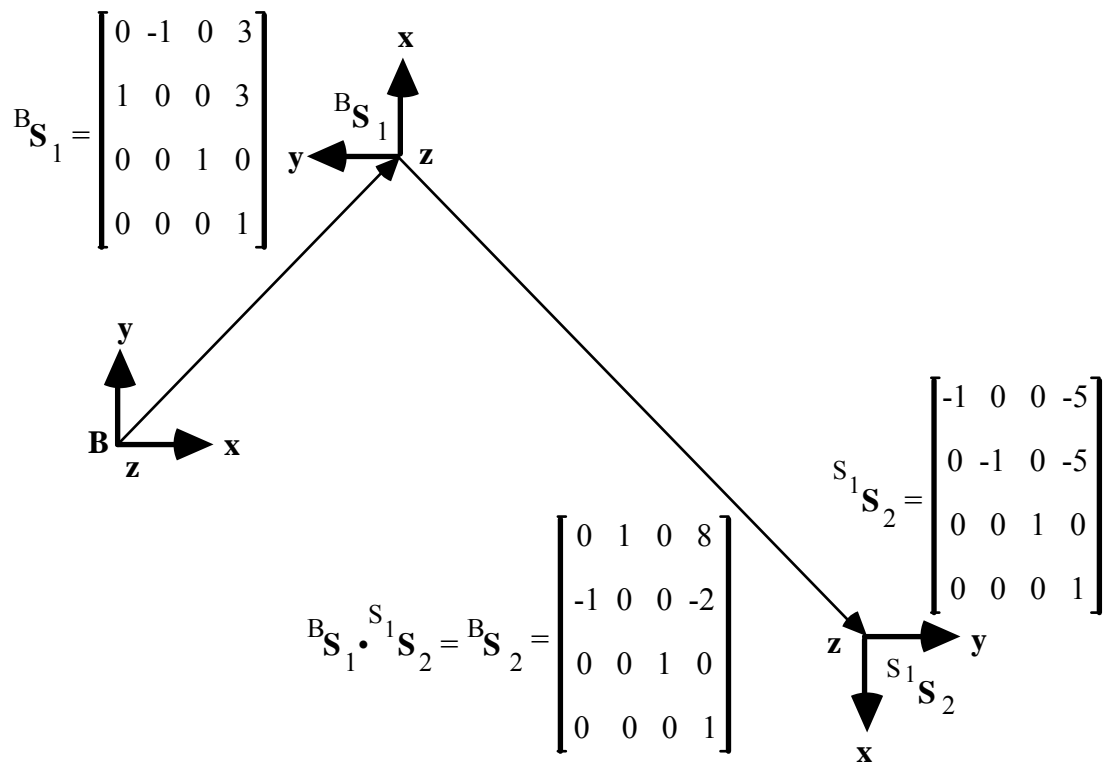 ᴮS₁ =
0 -1 0 3
1 0 0 3
0 0 1 0
0 0 0 1
x
ᴮS₁
y z
y
B x
z
ˢ¹S₂ =
-1 0 0 -5
0 -1 0 -5
0 0 1 0
0 0 0 1
ᴮS₁•ˢ¹S₂ = ᴮS₂ =
0 1 0 8
-1 0 0 -2
0 0 1 0
0 0 0 1
z y
ˢ¹S₂
x